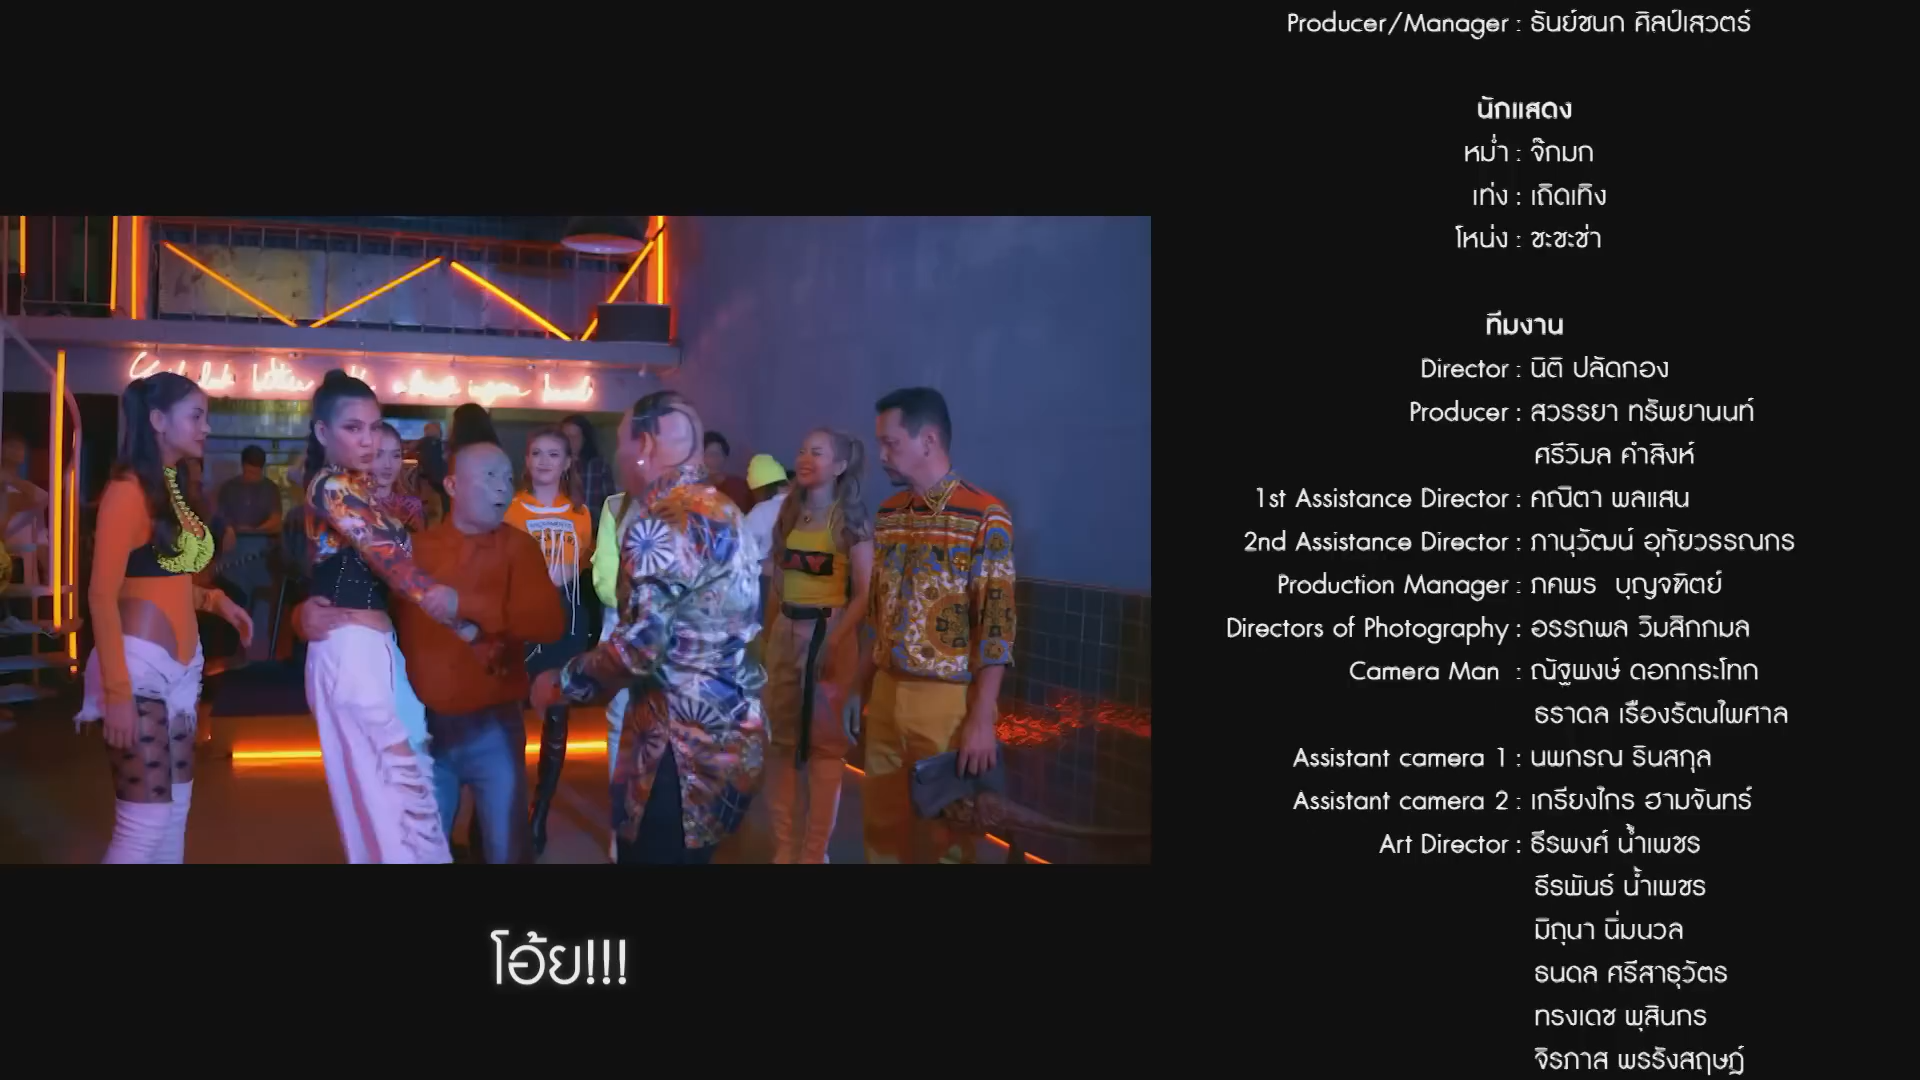 Producer/Manager : ธันย์ชนก ศิลป์เสวตร์
นักแสดง
หม่ำ : จ๊กมก
เท่ง : เถิดเทิง
โหน่ง : ชะชะช่า
ทีมงาน
Director : นิติ ปลัดกอง
Producer : สวรรยา ทรัพยานนท์
ศรีวิมล คำสิงห์
1st Assistance Director : คณิตา พลแสน
2nd Assistance Director : ภานุวัฒน์ อุทัยวรรณกร
Production Manager : ภคพร บุญจทิตย์
Directors of Photography : อรรถพล วิมสิกกมล
Camera Man : ณัฐพงษ์ ดอกกระโทก
ธราดล เรืองรัตนไพศาล
Assistant camera 1 : นพกรณ รินสกุล
Assistant camera 2 : เกรียงไกร ฮามจันทร์
Art Director : ธีรพงศ์ น้ำเพชร
ธีรพันธ์ น้ำเพชร
มิถุนา นิ่มนวล
ธนดล ศรีสาธุวัตร
ทรงเดช พุสินกร
จิรภาส พรรังสฤษฎ์
โอ้ย!!!